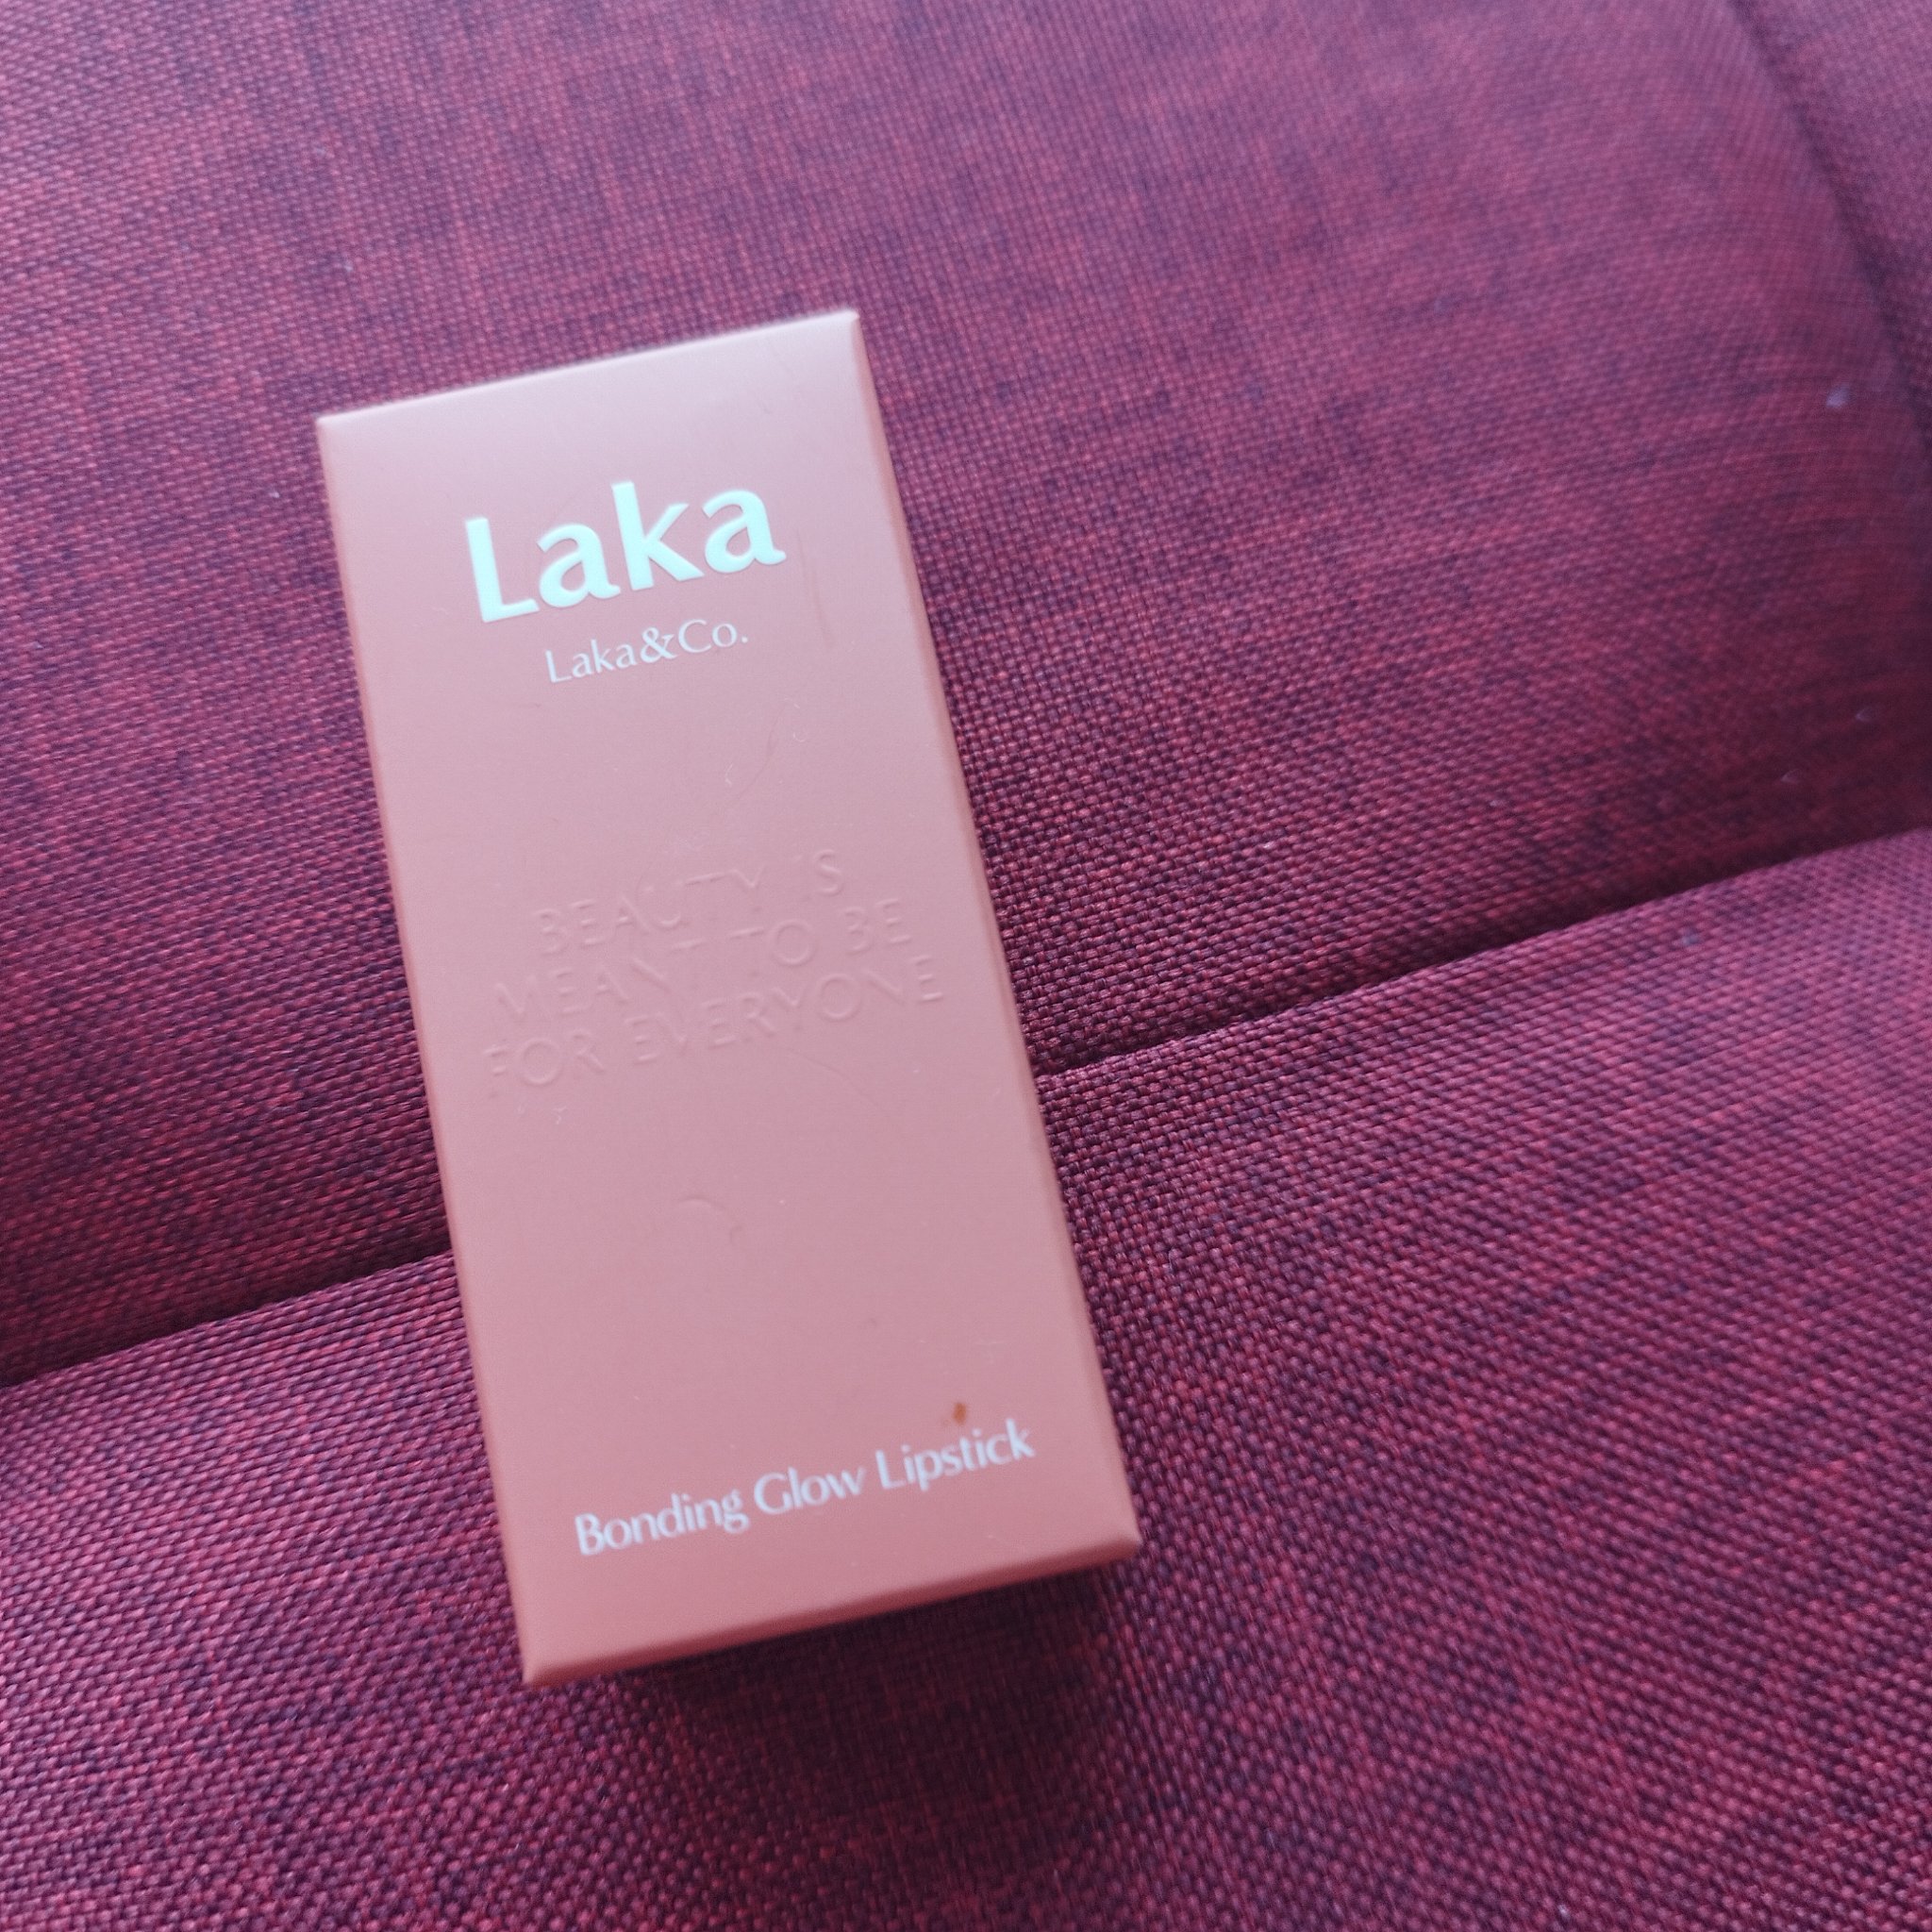 Laka
Laka&Co.
BEAUTY IS
MEANT TO BE
FOR EVERYONE
Bonding Glow Lipstick